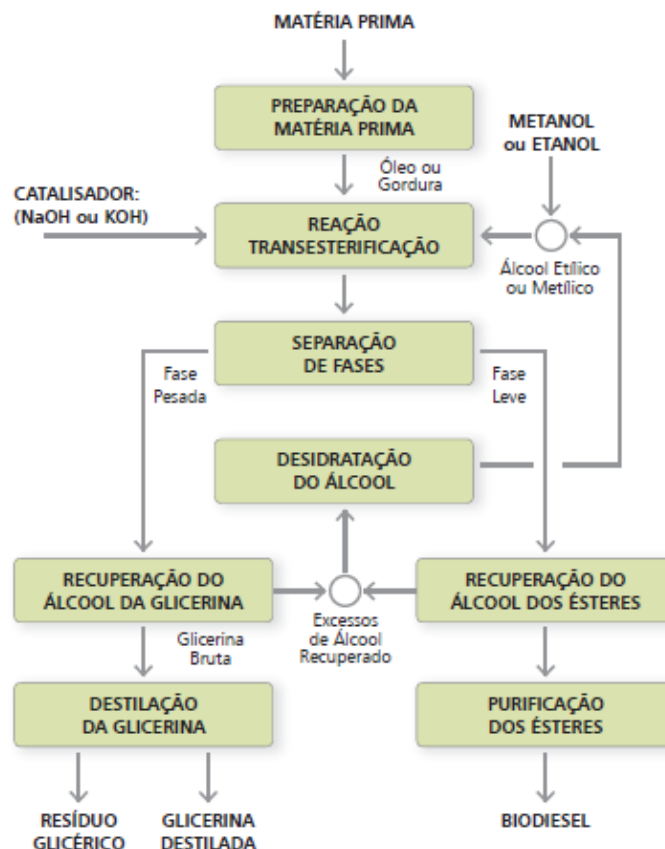 MATÉRIA PRIMA
PREPARAÇÃO DA
MATÉRIA PRIMA
METANOL
ou ETANOL
Óleo ou
Gordura
CATALISADOR:
(NaOH ou KOH)
REAÇÃO
TRANSESTERIFICAÇÃO
Álcool Etílico
ou Metílico
SEPARAÇÃO
DE FASES
Fase
Pesada
Fase
Leve
DESIDRATAÇÃO
DO ÁLCOOL
RECUPERAÇÃO DO
ÁLCOOL DA GLICERINA
RECUPERAÇÃO DO
ÁLCOOL DOS ÉSTERES
Excessos
de Álcool
Recuperado
Glicerina
Bruta
DESTILAÇÃO
DA GLICERINA
PURIFICAÇÃO
DOS ÉSTERES
RESÍDUO
GLICÉRICO
GLICERINA
DESTILADA
BIODIESEL